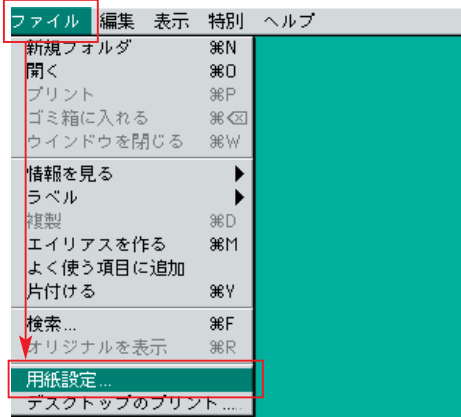 ファイル 編集 表示 特別 ヘルプ
新規フォルダ ⌘N
開く ⌘O
プリント ⌘P
ゴミ箱に入れる ⌘⌫
ウインドウを閉じる ⌘W
情報を見る ▶
ラベル ▶
複製 ⌘D
エイリアスを作る ⌘M
よく使う項目に追加
片付ける ⌘Y
検索... ⌘F
オリジナルを表示 ⌘R
用紙設定...
デスクトップのプリント.....